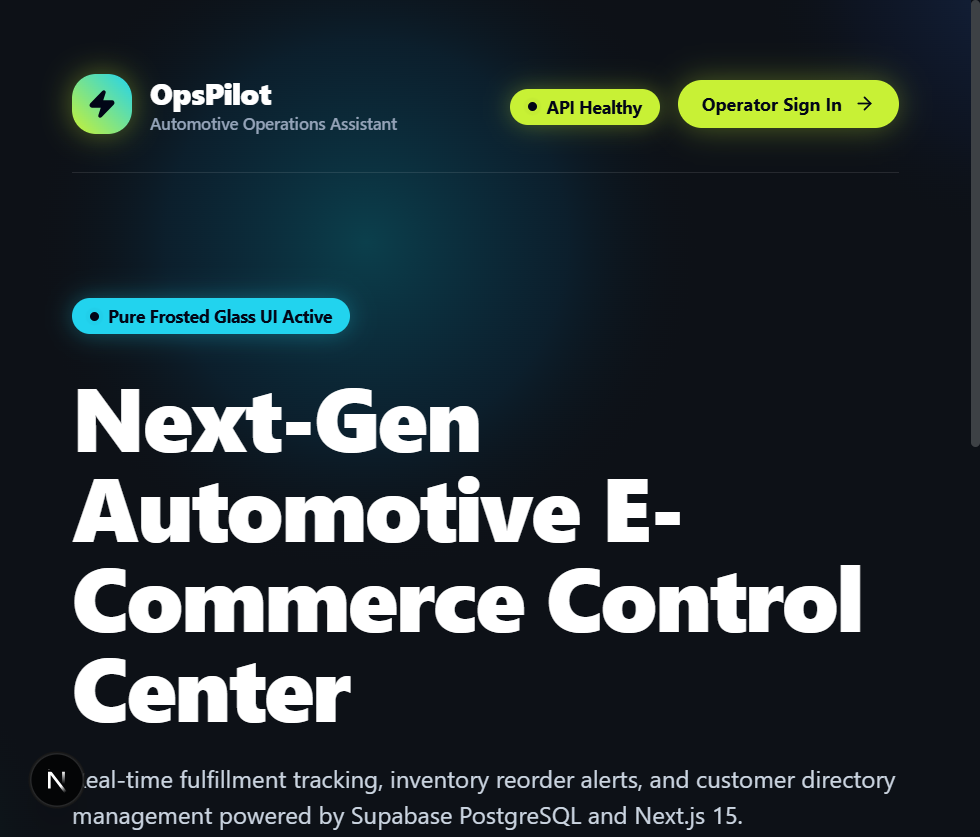 OpsPilot
Automotive Operations Assistant
API Healthy
Operator Sign In
Pure Frosted Glass UI Active
Next-Gen
Automotive E-
Commerce Control
Center
eal-time fulfillment tracking, inventory reorder alerts, and customer directory
management powered by Supabase PostgreSQL and Next.js 15.
N